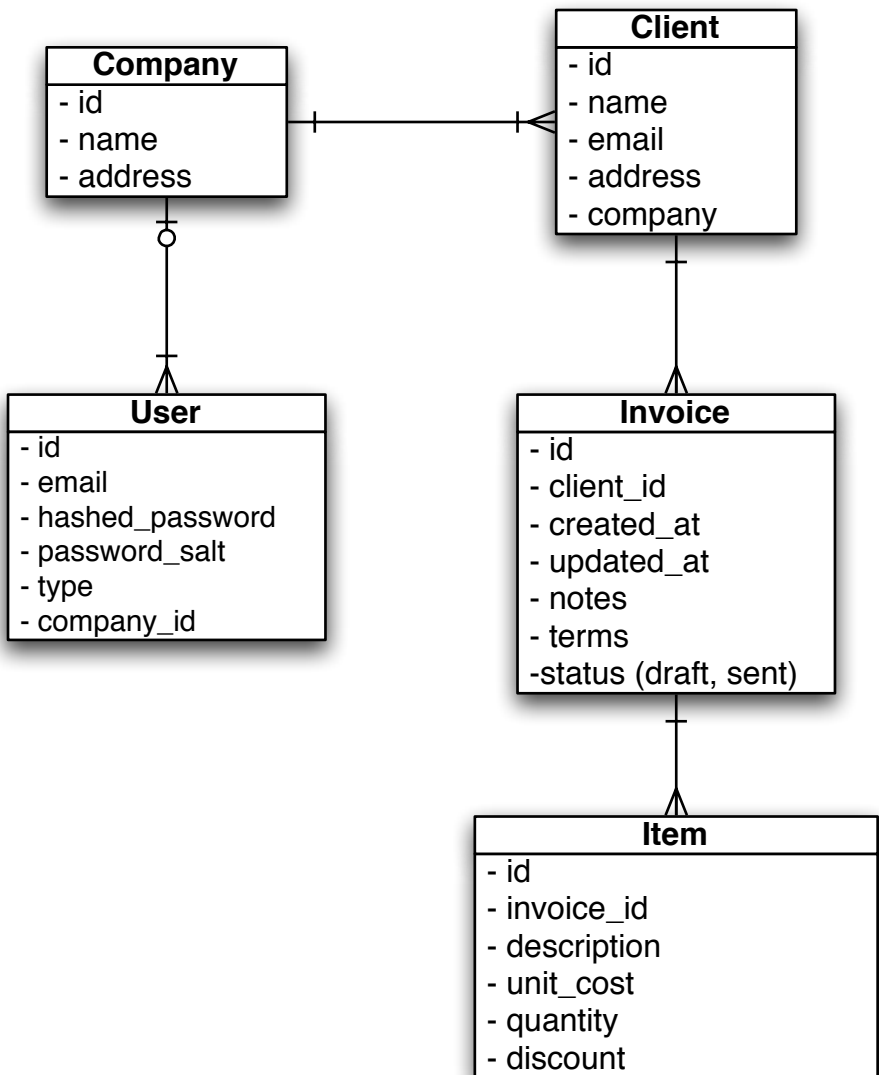 Company
- id
- name
- address
Client
- id
- name
- email
- address
- company
User
- id
- email
- hashed_password
- password_salt
- type
- company_id
Invoice
- id
- client_id
- created_at
- updated_at
- notes
- terms
-status (draft, sent)
Item
- id
- invoice_id
- description
- unit_cost
- quantity
- discount